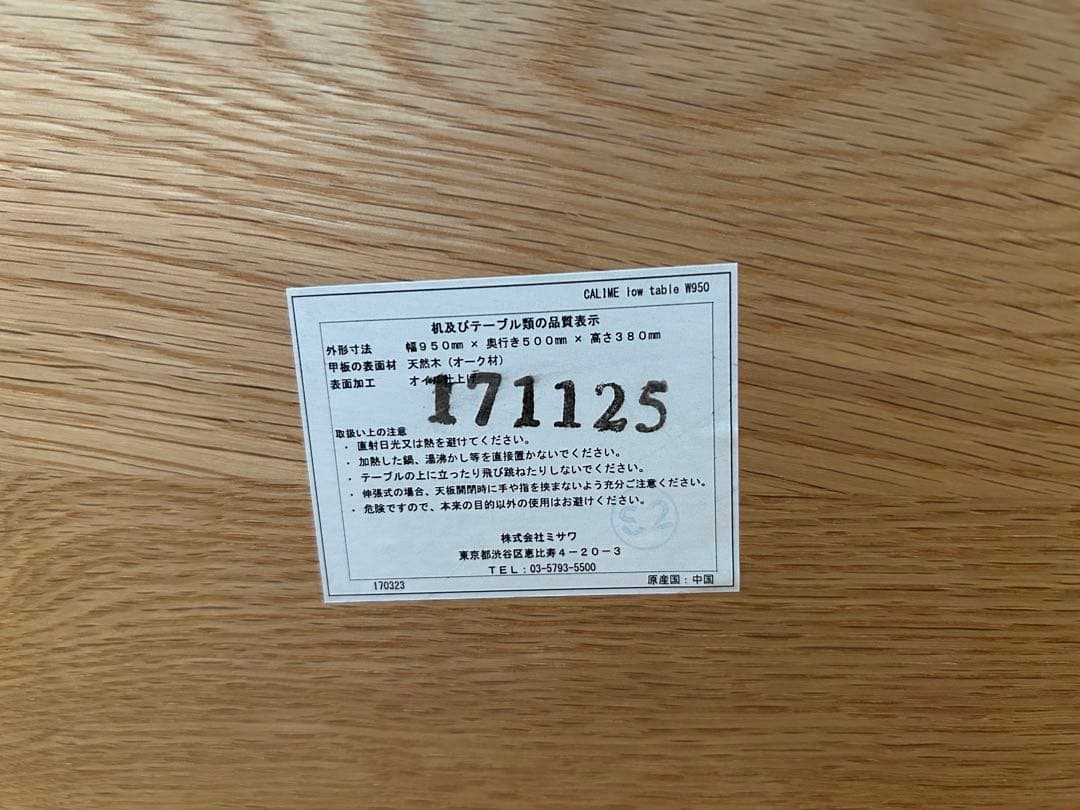 CALIME low table W950
机及びテーブル類の品質表示
外形寸法 幅950mm × 奥行き500mm × 高さ380mm
甲板の表面材 天然木（オーク材）
表面加工 オイル仕上げ
171125
取扱い上の注意
・直射日光又は熱を避けてください。
・加熱した鍋、湯沸かし等を直接置かないでください。
・テーブルの上に立ったり飛び跳ねたりしないでください。
・伸張式の場合、天板開閉時に手や指を挟まないよう充分ご注意ください。
・危険ですので、本来の目的以外の使用はお避けください。
株式会社ミサワ
東京都渋谷区恵比寿4－20－3
TEL：03-5793-5500
170323 原産国：中国